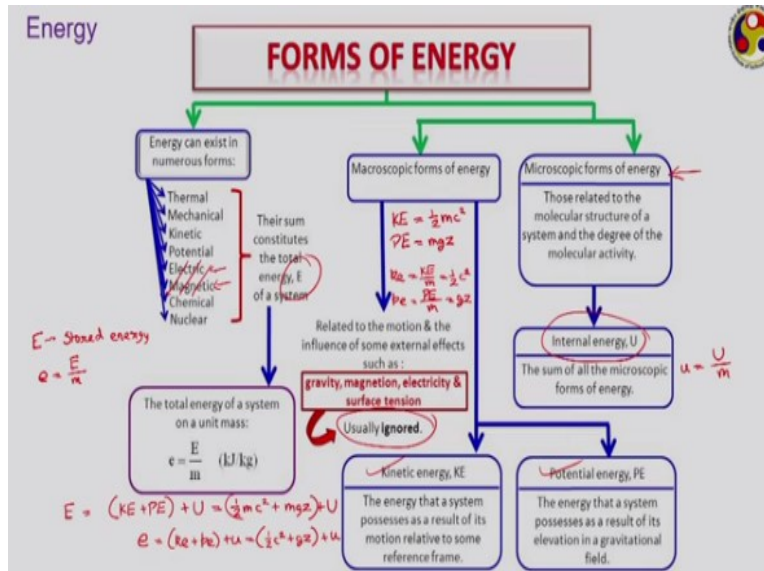 Energy
FORMS OF ENERGY
Energy can exist in
numerous forms:
Thermal
Mechanical
Kinetic
Potential
Electric
Magnetic
Chemical
Nuclear
Their sum
constitutes
the total
energy, E
of a system
E → stored energy
e = E/m
The total energy of a system
on a unit mass:
e = E/m (kJ/kg)
Macroscopic forms of energy
KE = ½mc²
PE = mgz
ke = KE/m = ½c²
pe = PE/m = gz
Related to the motion & the
influence of some external effects
such as :
gravity, magnetion, electricity &
surface tension
Usually ignored.
Microscopic forms of energy
Those related to the
molecular structure of a
system and the degree of the
molecular activity.
Internal energy, U
The sum of all the microscopic
forms of energy.
u = U/m
Kinetic energy, KE
The energy that a system
possesses as a result of its
motion relative to some
reference frame.
Potential energy, PE
The energy that a system
possesses as a result of its
elevation in a gravitational
field.
E = (KE+PE) + U = (½mc² + mgz) + U
e = (ke+pe) + u = (½c² + gz) + u